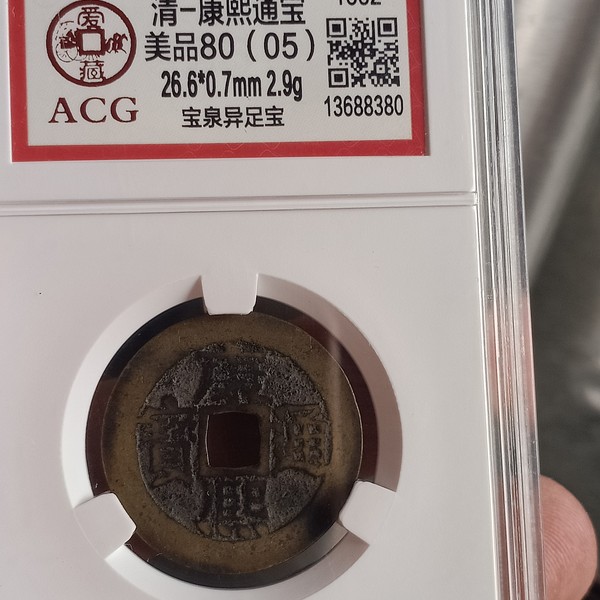 清-康熙通宝
美品80（05）
26.6*0.7mm 2.9g
宝泉异足宝
13688380
爱
藏
ACG
康
熙
通
寳